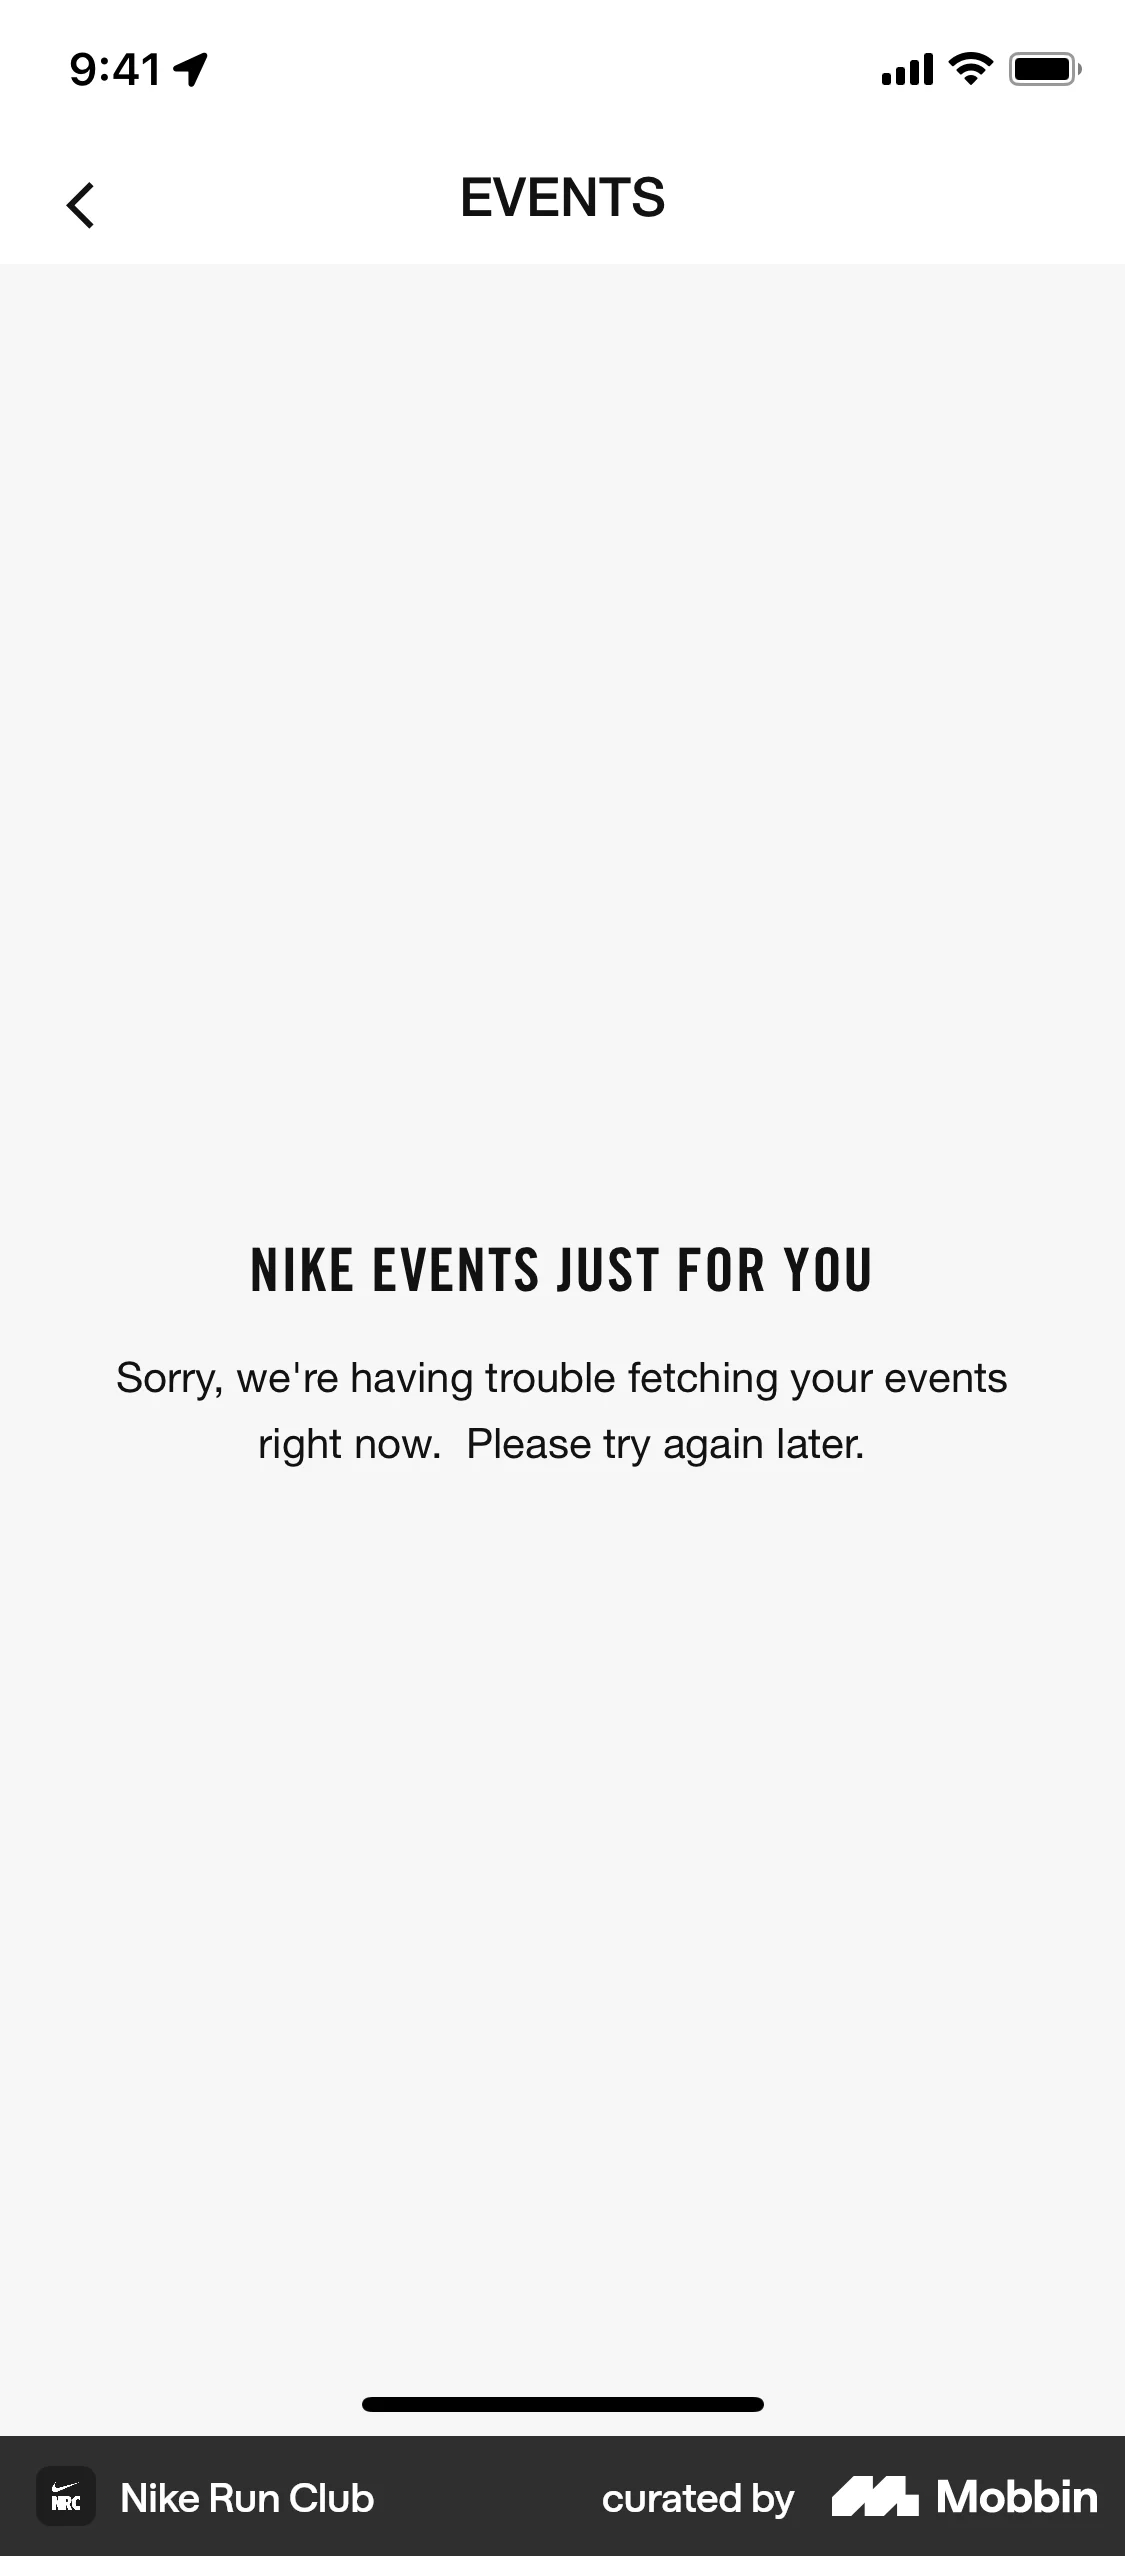 9:41
EVENTS
NIKE EVENTS JUST FOR YOU
Sorry, we're having trouble fetching your events
right now.  Please try again later.
NRC
Nike Run Club
curated by Mobbin